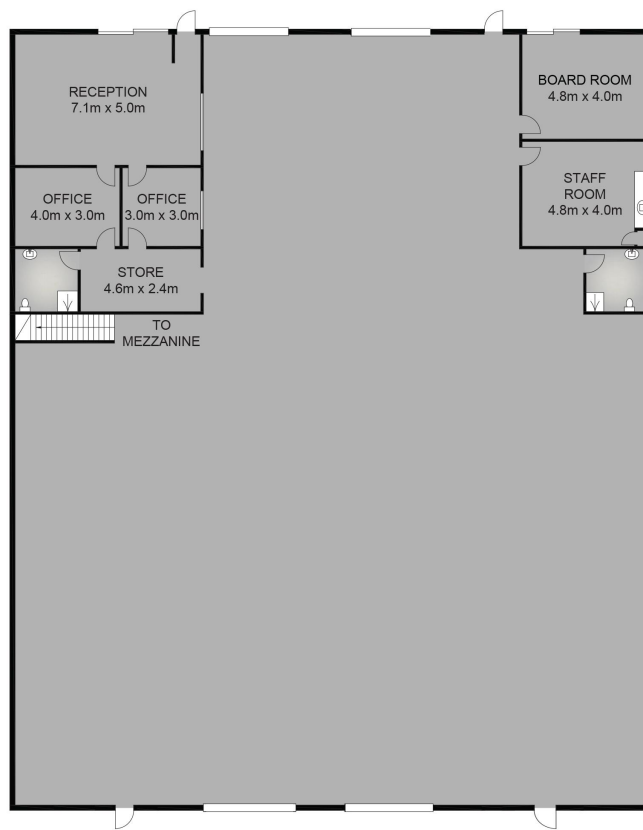 RECEPTION
7.1m x 5.0m
BOARD ROOM
4.8m x 4.0m
OFFICE
4.0m x 3.0m
OFFICE
3.0m x 3.0m
STAFF
ROOM
4.8m x 4.0m
STORE
4.6m x 2.4m
TO
MEZZANINE